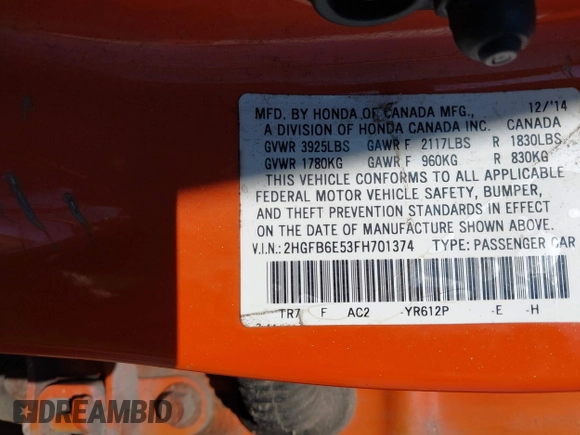 MFD. BY HONDA OF CANADA MFG., 12/'14
A DIVISION OF HONDA CANADA INC. CANADA
GVWR 3925LBS GAWR F 2117LBS R 1830LBS
GVWR 1780KG GAWR F 960KG R 830KG
THIS VEHICLE CONFORMS TO ALL APPLICABLE
FEDERAL MOTOR VEHICLE SAFETY, BUMPER,
AND THEFT PREVENTION STANDARDS IN EFFECT
ON THE DATE OF MANUFACTURE SHOWN ABOVE.
V.I.N.: 2HGFB6E53FH701374 TYPE: PASSENGER CAR
TR7 F AC2 -YR612P -E -H
DREAMBID